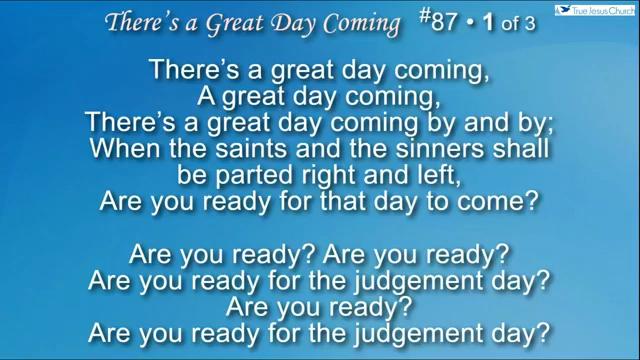 There's a Great Day Coming #87 • 1 of 3
True Jesus Church
There's a great day coming,
A great day coming,
There's a great day coming by and by;
When the saints and the sinners shall
be parted right and left,
Are you ready for that day to come?
Are you ready? Are you ready?
Are you ready for the judgement day?
Are you ready?
Are you ready for the judgement day?